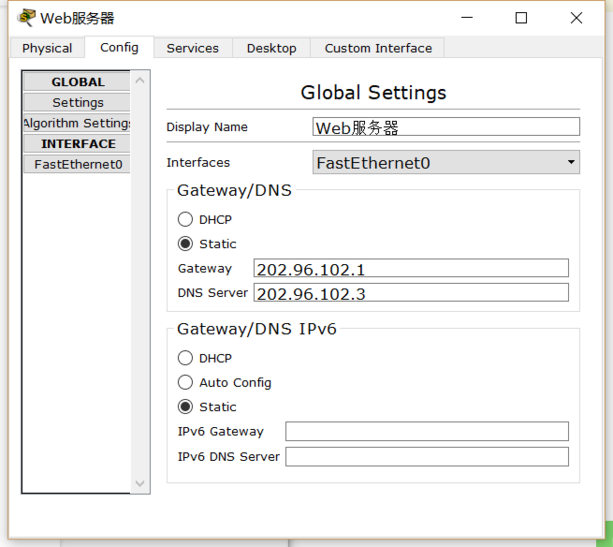 Web服务器
Physical Config Services Desktop Custom Interface
GLOBAL
Settings
Algorithm Settings
INTERFACE
FastEthernet0
Global Settings
Display Name Web服务器
Interfaces FastEthernet0
Gateway/DNS
DHCP
Static
Gateway 202.96.102.1
DNS Server 202.96.102.3
Gateway/DNS IPv6
DHCP
Auto Config
Static
IPv6 Gateway
IPv6 DNS Server